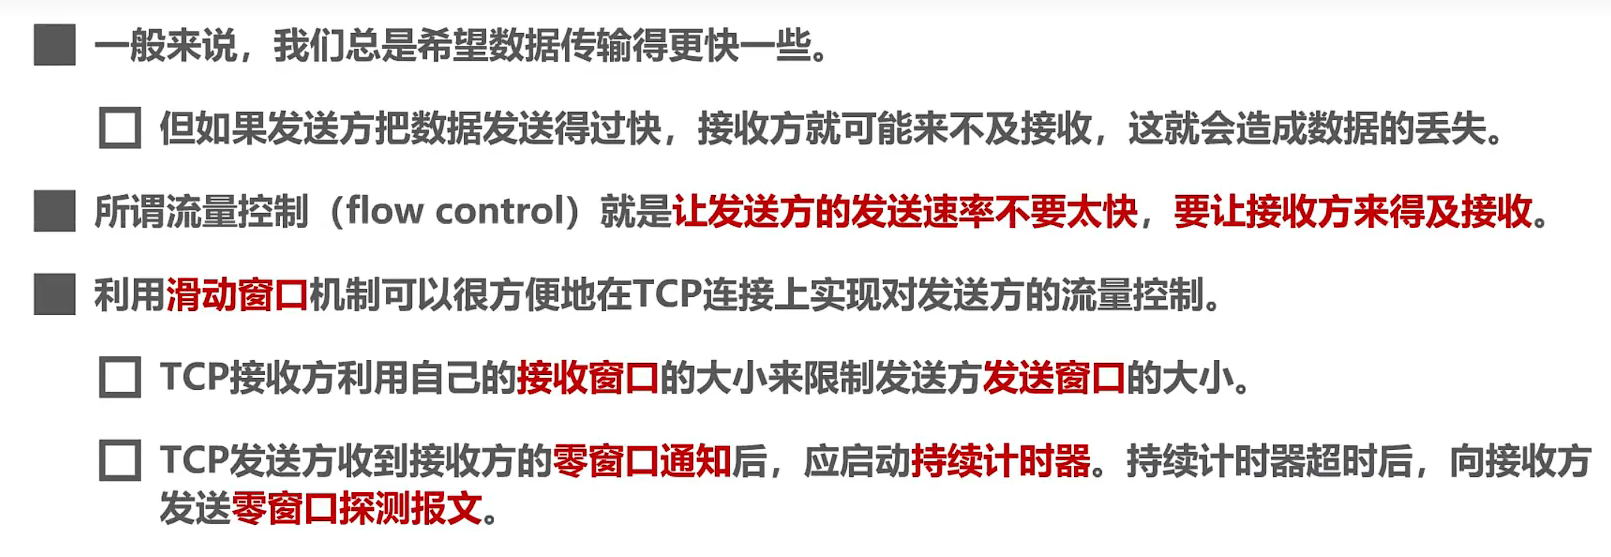 一般来说，我们总是希望数据传输得更快一些。
但如果发送方把数据发送得过快，接收方就可能来不及接收，这就会造成数据的丢失。
所谓流量控制（flow control）就是让发送方的发送速率不要太快，要让接收方来得及接收。
利用滑动窗口机制可以很方便地在TCP连接上实现对发送方的流量控制。
TCP接收方利用自己的接收窗口的大小来限制发送方发送窗口的大小。
TCP发送方收到接收方的零窗口通知后，应启动持续计时器。持续计时器超时后，向接收方
发送零窗口探测报文。